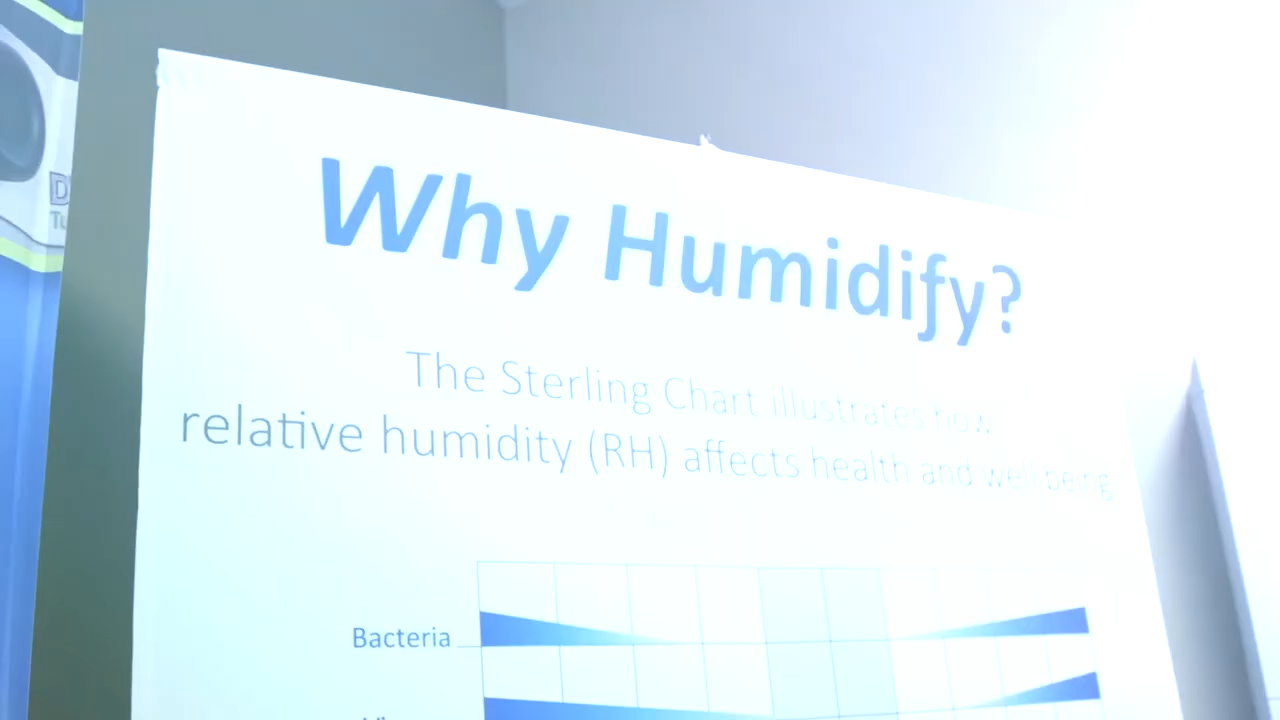 Why Humidify?
The Sterling Chart illustrates how
relative humidity (RH) affects health and well being
Bacteria